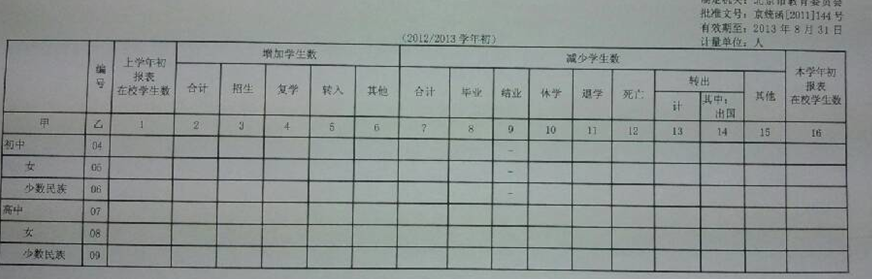 制定机关：北京市教育委员会
批准文号：京统函[2011]144号
有效期至：2013年8月31日
计量单位：人
（2012/2013学年初）
编号 上学年初报表在校学生数 增加学生数 减少学生数 本学年初报表在校学生数
合计 招生 复学 转入 其他 合计 毕业 结业 休学 退学 死亡 转出 其他
计 其中：出国
甲 乙 1 2 3 4 5 6 7 8 9 10 11 12 13 14 15 16
初中 04 -
女 05 -
少数民族 06 -
高中 07
女 08
少数民族 09